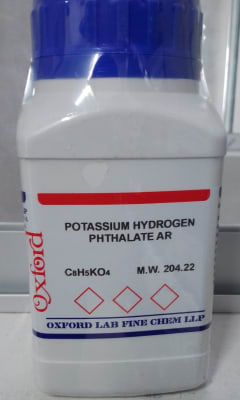 Oxford
POTASSIUM HYDROGEN
PHTHALATE AR
C8H5KO4 M.W. 204.22
OXFORD LAB FINE CHEM LLP